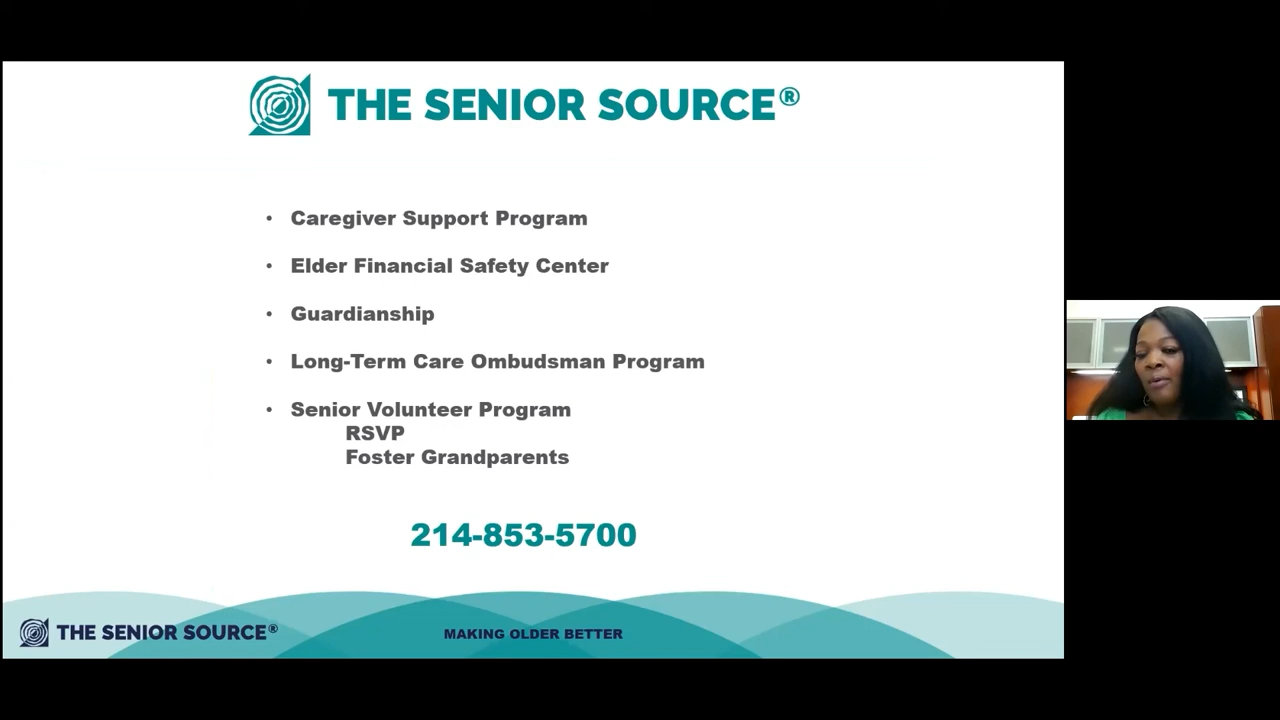 THE SENIOR SOURCE®
• Caregiver Support Program
• Elder Financial Safety Center
• Guardianship
• Long-Term Care Ombudsman Program
• Senior Volunteer Program
RSVP
Foster Grandparents
214-853-5700
THE SENIOR SOURCE®
MAKING OLDER BETTER